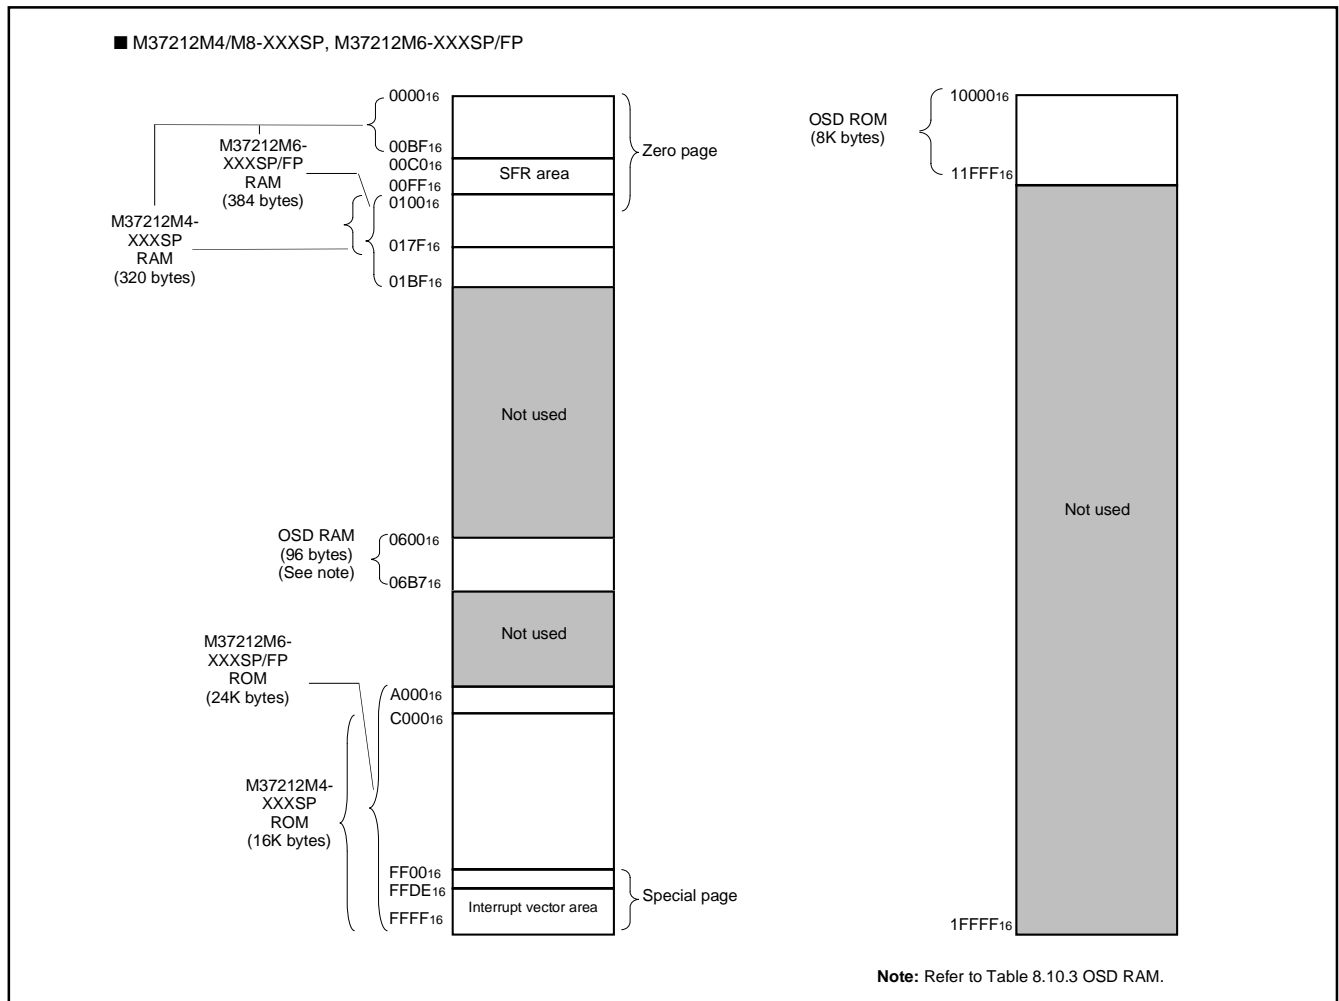 ■ M37212M4/M8-XXXSP, M37212M6-XXXSP/FP
0000₁₆
00BF₁₆
00C0₁₆
00FF₁₆
0100₁₆
017F₁₆
01BF₁₆
M37212M6-
XXXSP/FP
RAM
(384 bytes)
M37212M4-
XXXSP
RAM
(320 bytes)
SFR area
Zero page
Not used
OSD RAM
(96 bytes)
(See note)
0600₁₆
06B7₁₆
Not used
M37212M6-
XXXSP/FP
ROM
(24K bytes)
A000₁₆
C000₁₆
M37212M4-
XXXSP
ROM
(16K bytes)
FF00₁₆
FFDE₁₆
FFFF₁₆
Interrupt vector area
Special page
OSD ROM
(8K bytes)
10000₁₆
11FFF₁₆
Not used
1FFFF₁₆
Note: Refer to Table 8.10.3 OSD RAM.